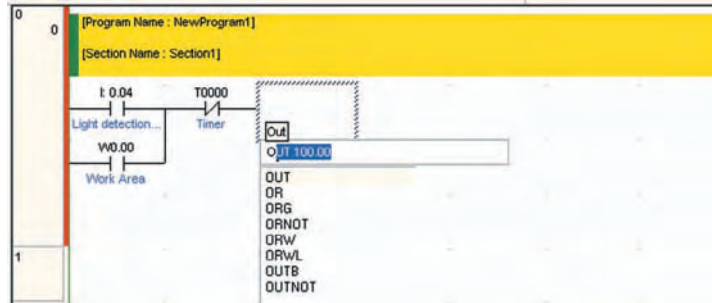 0
0
[Program Name : NewProgram1]
[Section Name : Section1]
I: 0.04
T0000
Light detection...
Timer
W0.00
Work Area
Out
OUT 100.00
OUT
OR
ORG
ORNOT
ORW
ORWL
OUTB
OUTNOT
1